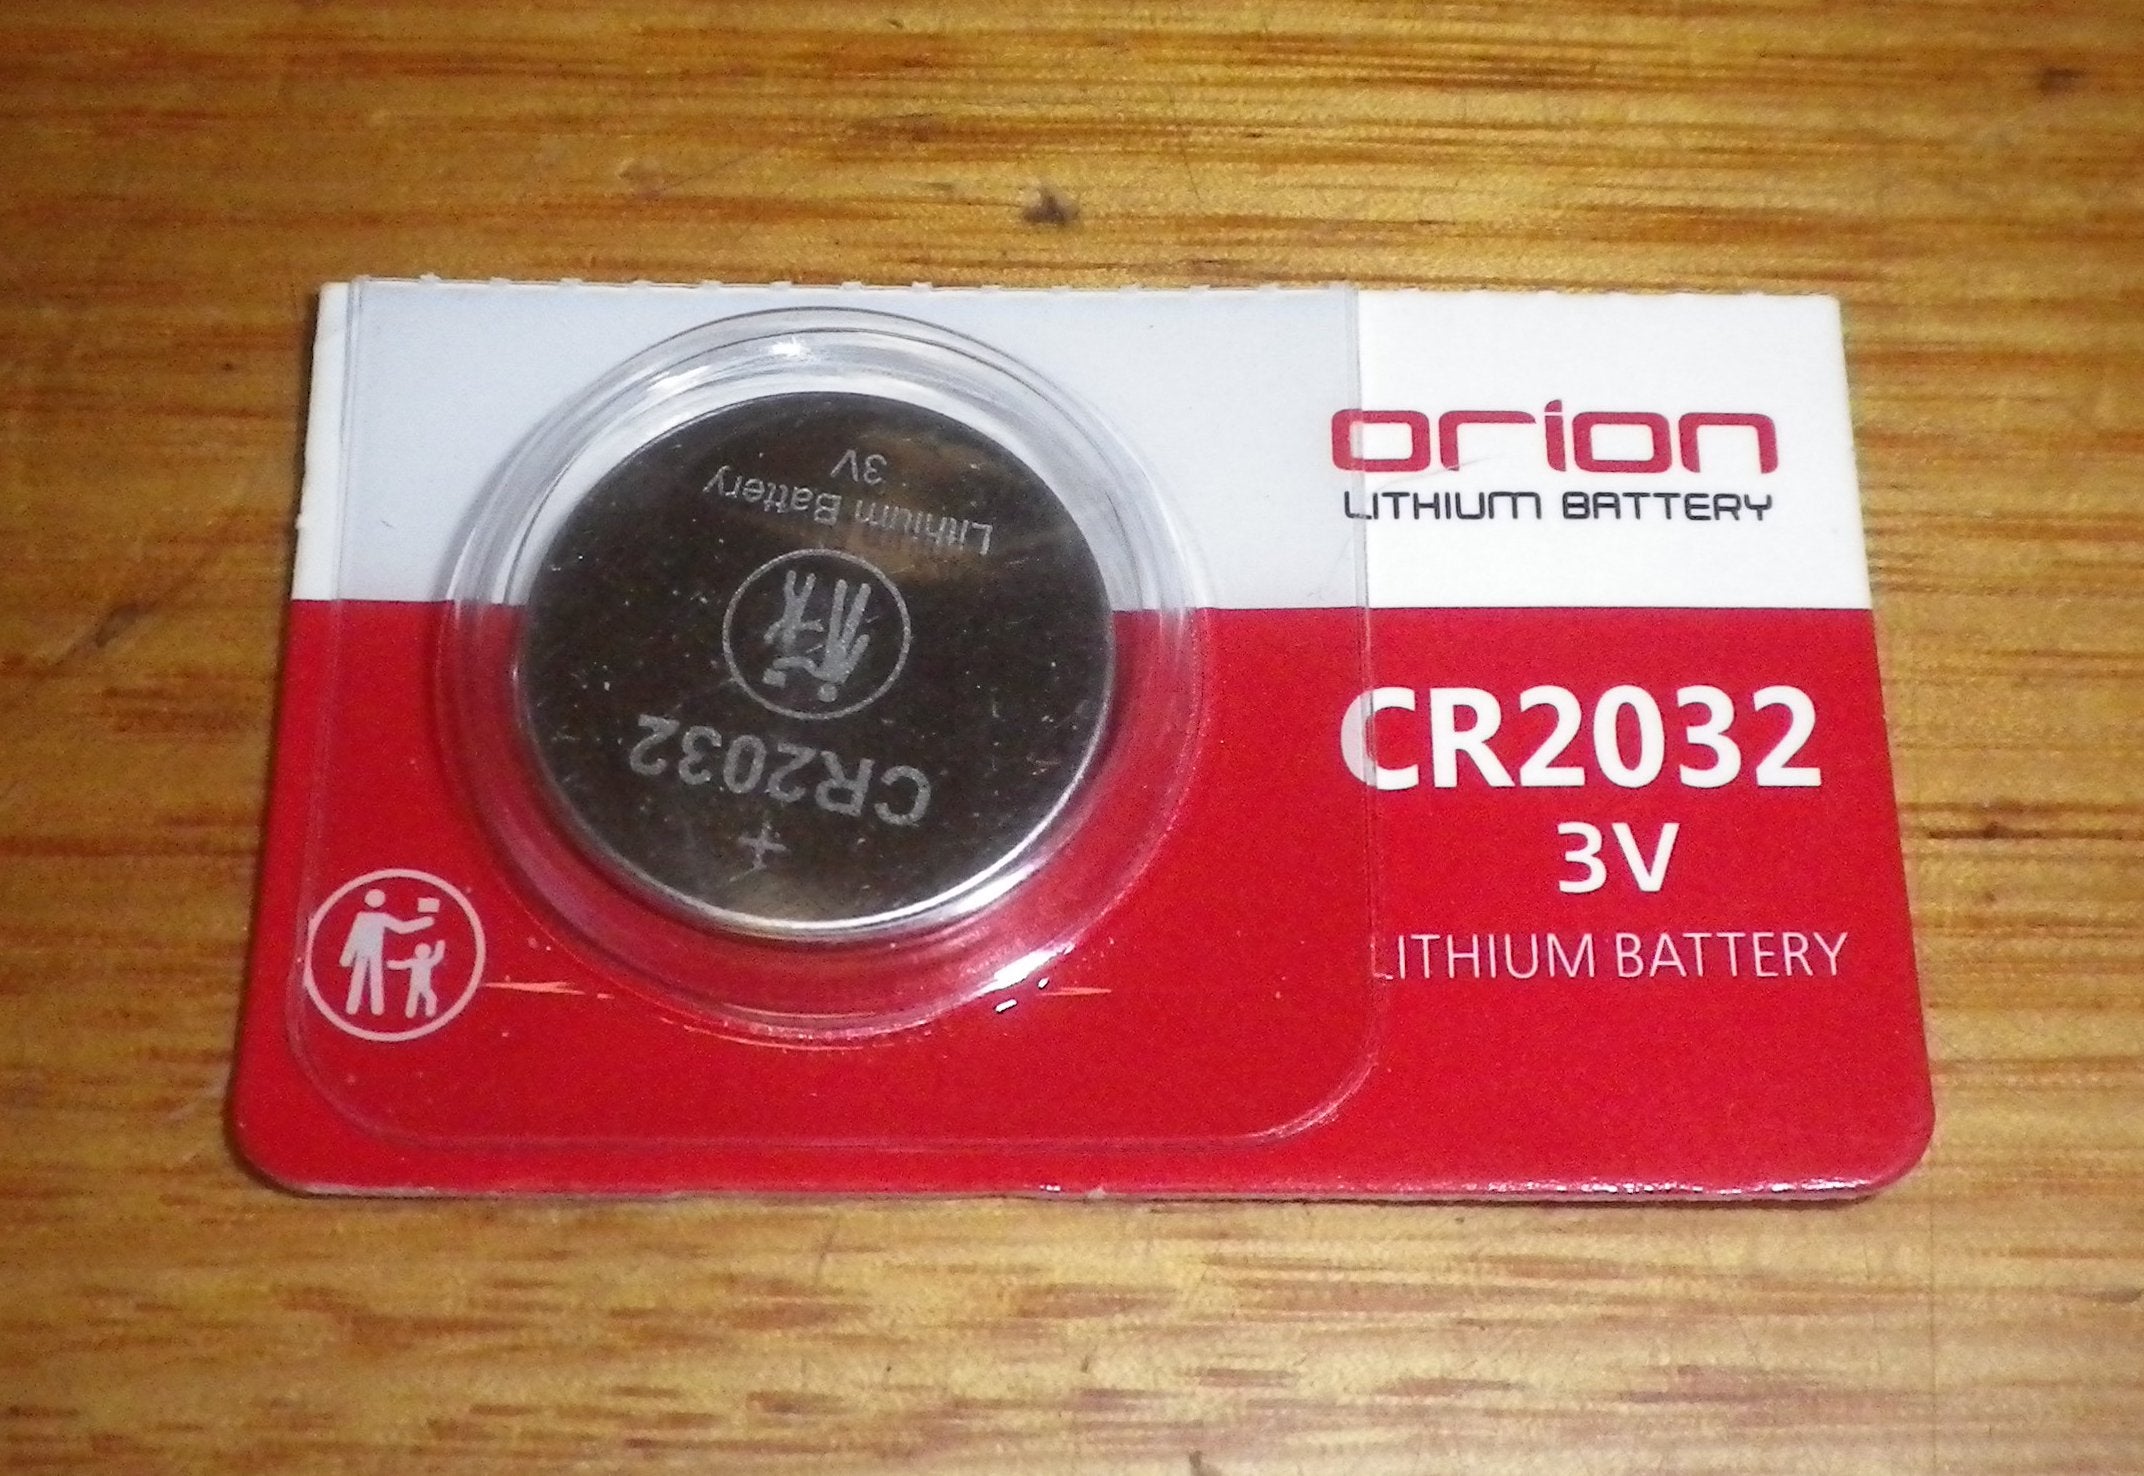 orion
LITHIUM BATTERY
CR2032
3V
LITHIUM BATTERY
+
CR2032
Lithium Battery
3V